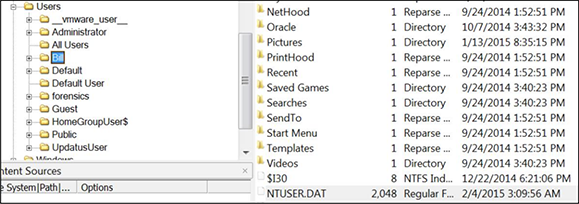 Users
__vmware_user__
Administrator
All Users
Bill
Default
Default User
forensics
Guest
HomeGroupUser$
Public
UpdatusUser
Windows
ntent Sources ×
e System|Path|... Options
NetHood 1 Reparse ... 9/24/2014 1:52:51 PM
Oracle 1 Directory 10/7/2014 3:43:32 PM
Pictures 1 Directory 1/13/2015 8:35:15 PM
PrintHood 1 Reparse ... 9/24/2014 1:52:51 PM
Recent 1 Directory 9/24/2014 1:52:51 PM
Saved Games 1 Directory 9/24/2014 3:40:23 PM
Searches 1 Directory 9/24/2014 3:40:23 PM
SendTo 1 Reparse ... 9/24/2014 1:52:51 PM
Start Menu 1 Reparse ... 9/24/2014 1:52:51 PM
Templates 1 Reparse ... 9/24/2014 1:52:51 PM
Videos 1 Directory 9/24/2014 3:40:23 PM
$I30 8 NTFS Ind... 12/22/2014 6:21:06 PM
NTUSER.DAT 2,048 Regular F... 2/4/2015 3:09:56 AM